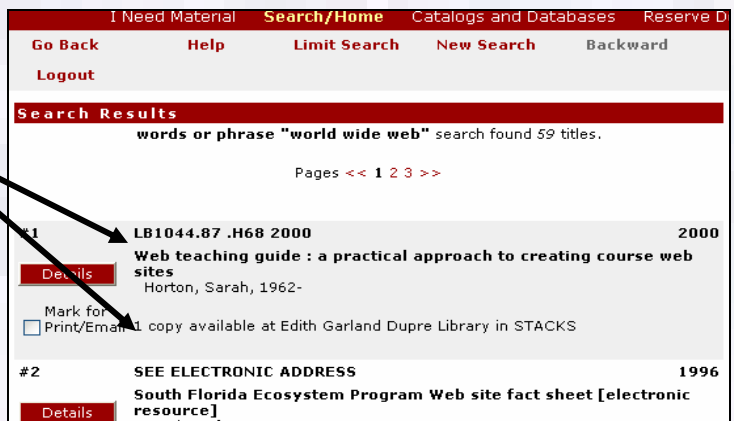 I Need Material Search/Home Catalogs and Databases Reserve D
Go Back Help Limit Search New Search Backward
Logout
Search Results
words or phrase "world wide web" search found 59 titles.
Pages << 1 2 3 >>
#1 LB1044.87 .H68 2000 2000
Web teaching guide : a practical approach to creating course web
Details sites
Horton, Sarah, 1962-
Mark for
Print/Email 1 copy available at Edith Garland Dupre Library in STACKS
#2 SEE ELECTRONIC ADDRESS 1996
South Florida Ecosystem Program Web site fact sheet [electronic
Details resource]